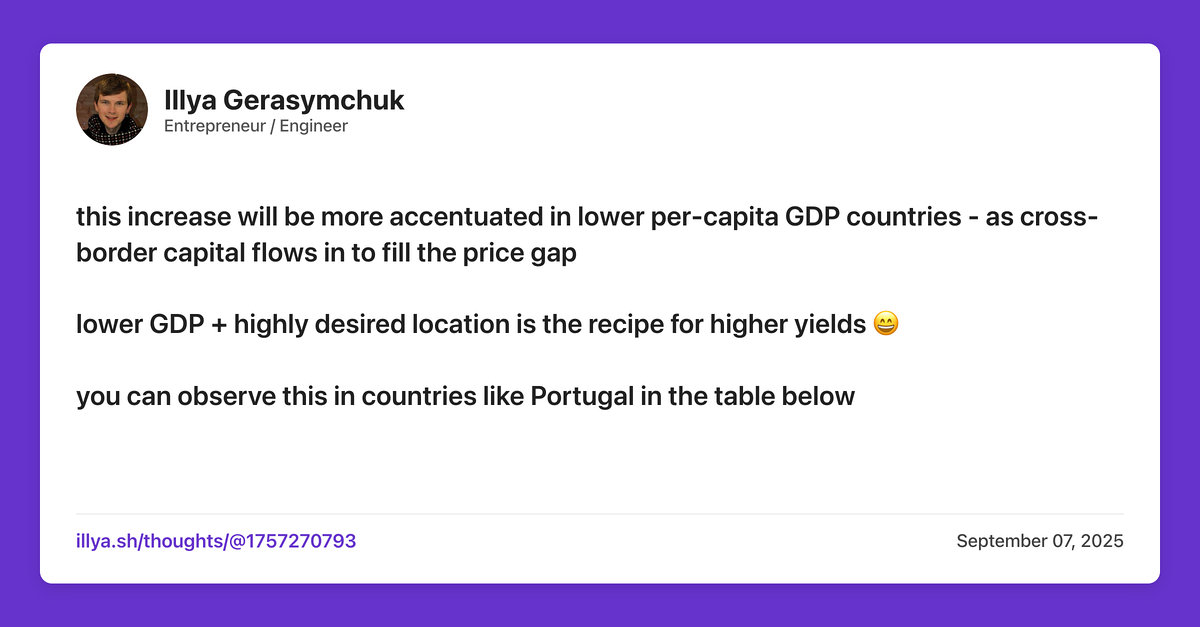 Illya Gerasymchuk
Entrepreneur / Engineer
this increase will be more accentuated in lower per-capita GDP countries - as cross-
border capital flows in to fill the price gap
lower GDP + highly desired location is the recipe for higher yields 😄
you can observe this in countries like Portugal in the table below
illya.sh/thoughts/@1757270793
September 07, 2025